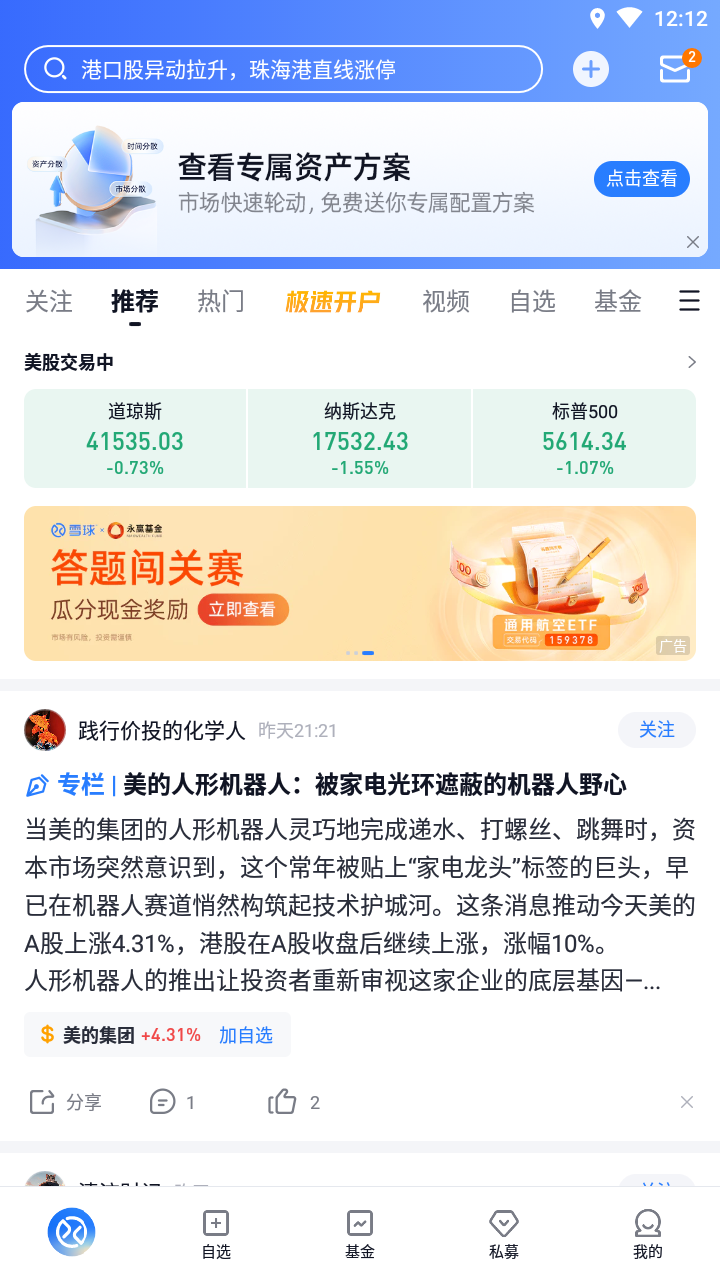 12:12
港口股异动拉升，珠海港直线涨停
2
时间分散
资产分散
市场分散
查看专属资产方案
市场快速轮动, 免费送你专属配置方案
点击查看
关注 推荐 热门 极速开户 视频 自选 基金
美股交易中
道琼斯 纳斯达克 标普500
41535.03 17532.43 5614.34
-0.73% -1.55% -1.07%
雪球 × 永赢基金
答题闯关赛
瓜分现金奖励 立即查看
市场有风险，投资需谨慎
100
100
通用航空ETF
交易代码: 159378
广告
践行价投的化学人 昨天21:21 关注
专栏 | 美的人形机器人：被家电光环遮蔽的机器人野心
当美的集团的人形机器人灵巧地完成递水、打螺丝、跳舞时，资
本市场突然意识到，这个常年被贴上“家电龙头”标签的巨头，早
已在机器人赛道悄然构筑起技术护城河。这条消息推动今天美的
A股上涨4.31%，港股在A股收盘后继续上涨，涨幅10%。
人形机器人的推出让投资者重新审视这家企业的底层基因—...
$ 美的集团 +4.31% 加自选
分享 1 2
自选 基金 私募 我的